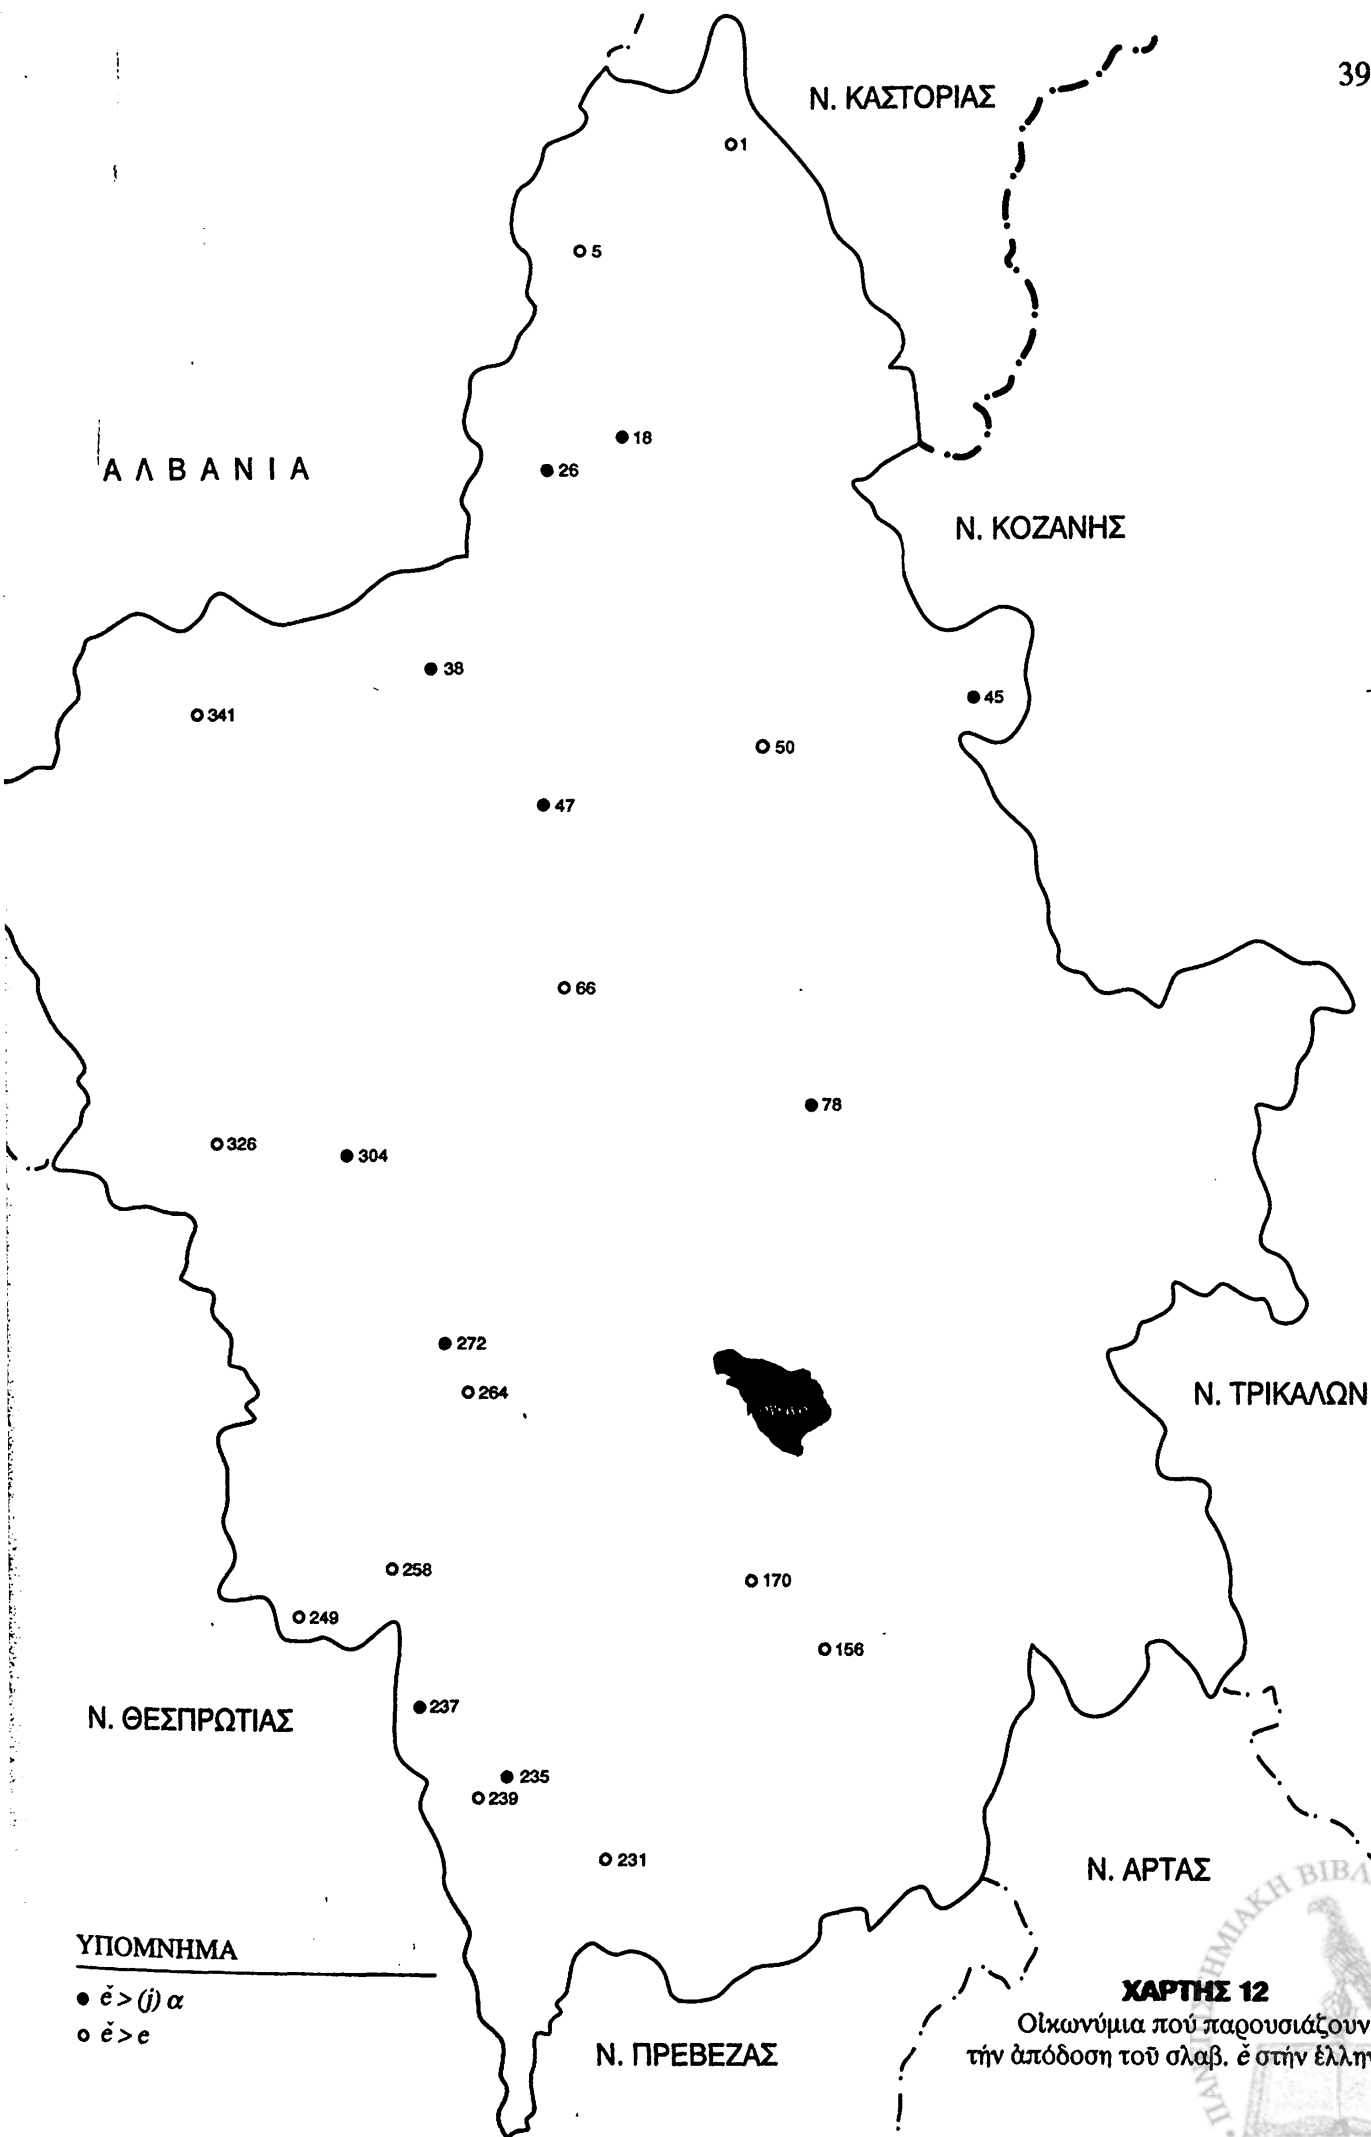 39
Ν. ΚΑΣΤΟΡΙΑΣ
1
5
18
26
ΑΛΒΑΝΙΑ
Ν. ΚΟΖΑΝΗΣ
38
45
341
50
47
66
78
326
304
272
264
Ν. ΤΡΙΚΑΛΩΝ
258
170
249
156
237
Ν. ΘΕΣΠΡΩΤΙΑΣ
235
239
231
Ν. ΑΡΤΑΣ
ΥΠΟΜΝΗΜΑ
● ě > (j) α
○ ě > e
Ν. ΠΡΕΒΕΖΑΣ
ΧΑΡΤΗΣ 12
Οἰκωνύμια πού παρουσιάζουν
τήν ἀπόδοση τοῦ σλαβ. ě στήν ἑλλην